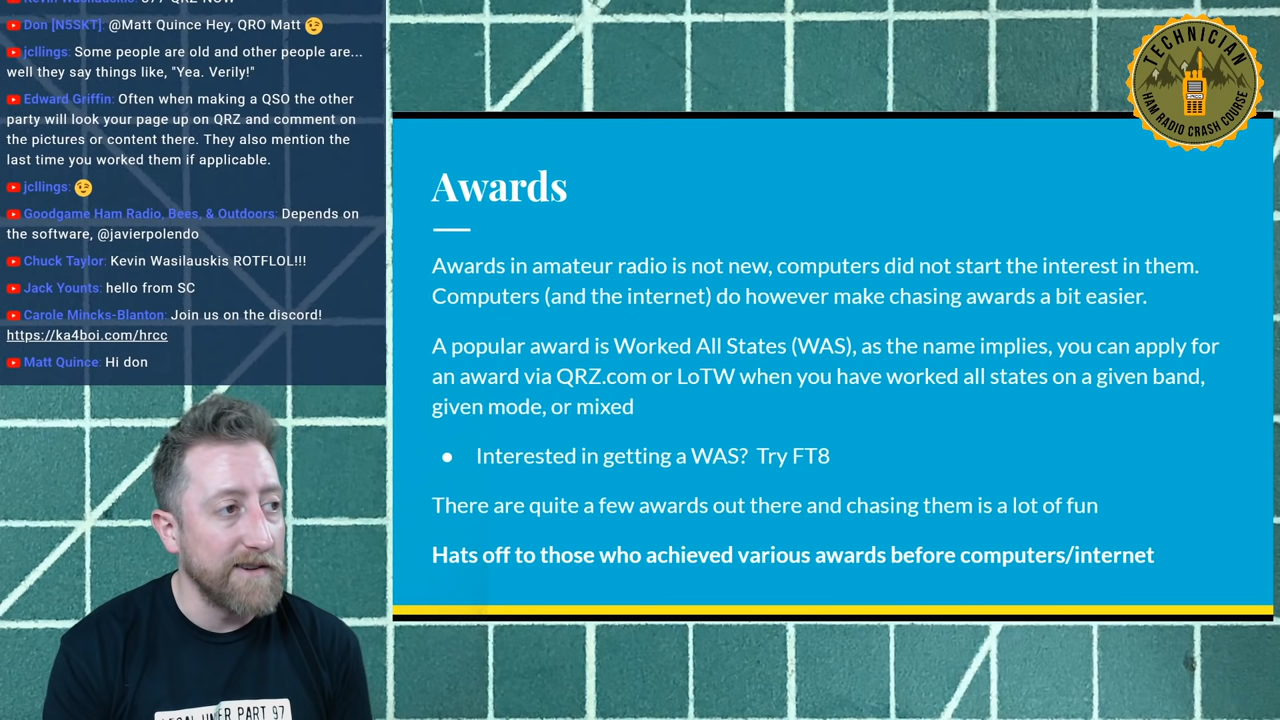 Don [N5SKT]: @Matt Quince Hey, QRO Matt 😉
jcllings: Some people are old and other people are...
well they say things like, "Yea. Verily!"
Edward Griffin: Often when making a QSO the other
party will look your page up on QRZ and comment on
the pictures or content there. They also mention the
last time you worked them if applicable.
jcllings: 😉
Goodgame Ham Radio, Bees, & Outdoors: Depends on
the software, @javierpolendo
Chuck Taylor: Kevin Wasilauskis ROTFLOL!!!
Jack Younts: hello from SC
Carole Mincks-Blanton: Join us on the discord!
https://ka4boi.com/hrcc
Matt Quince: Hi don
TECHNICIAN
HAM RADIO CRASH COURSE
Awards
Awards in amateur radio is not new, computers did not start the interest in them.
Computers (and the internet) do however make chasing awards a bit easier.
A popular award is Worked All States (WAS), as the name implies, you can apply for
an award via QRZ.com or LoTW when you have worked all states on a given band,
given mode, or mixed
● Interested in getting a WAS? Try FT8
There are quite a few awards out there and chasing them is a lot of fun
Hats off to those who achieved various awards before computers/internet
LEGAL UNDER PART 97